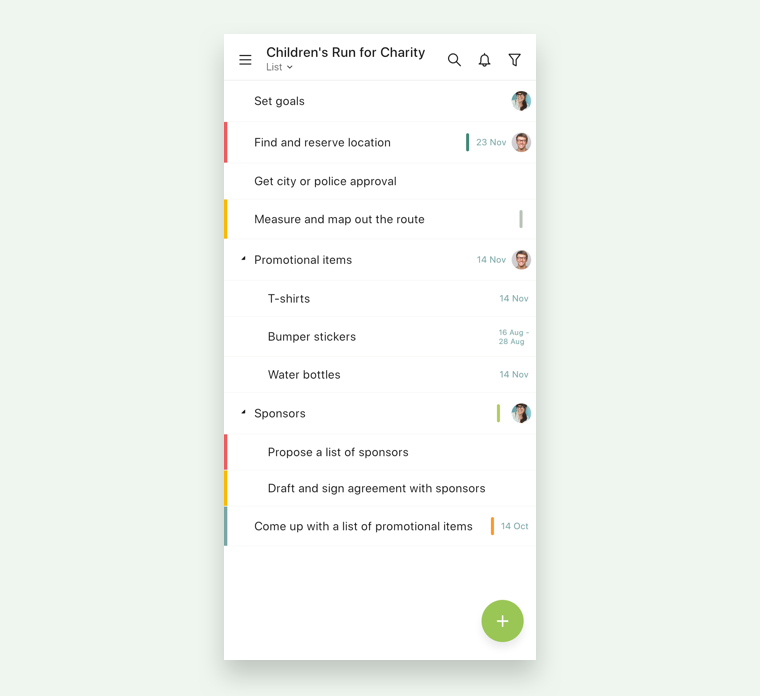 Children's Run for Charity
List
Set goals
Find and reserve location
23 Nov
Get city or police approval
Measure and map out the route
Promotional items
14 Nov
T-shirts
14 Nov
Bumper stickers
16 Aug -
28 Aug
Water bottles
14 Nov
Sponsors
Propose a list of sponsors
Draft and sign agreement with sponsors
Come up with a list of promotional items
14 Oct